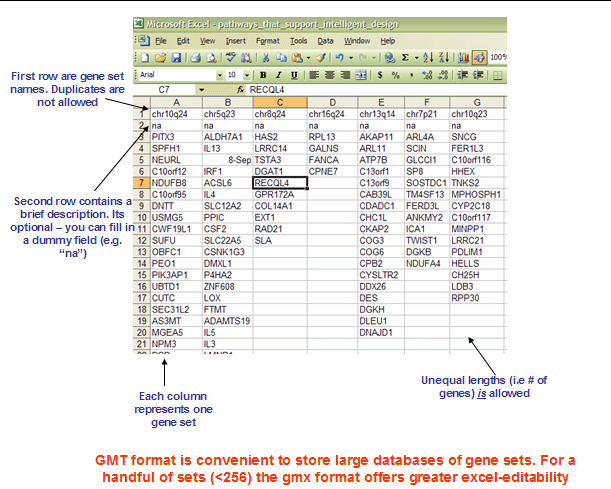 Microsoft Excel - pathways_that_support_intelligent_design
File Edit View Insert Format Tools Data Window Help
100%
Arial 10 B I U $ % ,
C7 fx RECQL4
A B C D E F G
1 chr10q24 chr5q23 chr8q24 chr16q24 chr13q14 chr7p21 chr10q23
2 na na na na na na na
3 PITX3 ALDH7A1 HAS2 RPL13 AKAP11 ARL4A SNCG
4 SPFH1 IL13 LRRC14 GALNS ARL11 SCIN FER1L3
5 NEURL 8-Sep TSTA3 FANCA ATP7B GLCCI1 C10orf116
6 C10orf12 IRF1 DGAT1 CPNE7 C13orf1 SP8 HHEX
7 NDUFB8 ACSL6 RECQL4 C13orf9 SOSTDC1 TNKS2
8 C10orf95 IL4 GPR172A CAB39L TM4SF13 MPHOSPH1
9 DNTT SLC12A2 COL14A1 CDADC1 FERD3L CYP2C18
10 USMG5 PPIC EXT1 CHC1L ANKMY2 C10orf117
11 CWF19L1 CSF2 RAD21 CKAP2 ICA1 MINPP1
12 SUFU SLC22A5 SLA COG3 TWIST1 LRRC21
13 OBFC1 CSNK1G3 COG6 DGKB PDLIM1
14 PEO1 DMXL1 CPB2 NDUFA4 HELLS
15 PIK3AP1 P4HA2 CYSLTR2 CH25H
16 UBTD1 ZNF608 DDX26 LDB3
17 CUTC LOX DES RPP30
18 SEC31L2 FTMT DGKH
19 AS3MT ADAMTS19 DLEU1
20 MGEA5 IL5 DNAJD1
21 NPM3 IL3
First row are gene set
names. Duplicates are
not allowed
Second row contains a
brief description. Its
optional – you can fill in
a dummy field (e.g.
“na”)
Each column
represents one
gene set
Unequal lengths (i.e # of
genes) is allowed
GMT format is convenient to store large databases of gene sets. For a
handful of sets (<256) the gmx format offers greater excel-editability